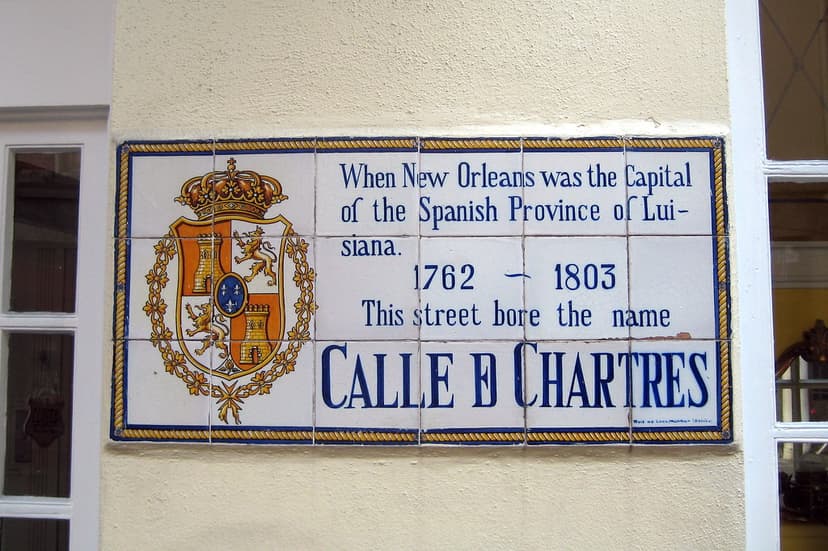 When New Orleans was the Capital
of the Spanish Province of Lui-
siana.
1762 ~ 1803
This street bore the name
CALLE D CHARTRES